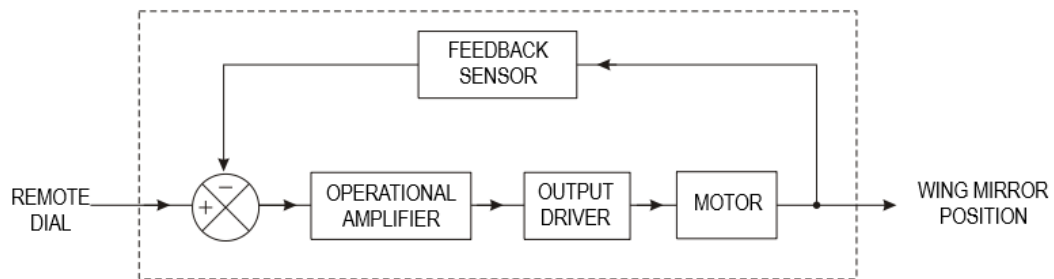 FEEDBACK
SENSOR
−
+
REMOTE
DIAL
OPERATIONAL
AMPLIFIER
OUTPUT
DRIVER
MOTOR
WING MIRROR
POSITION